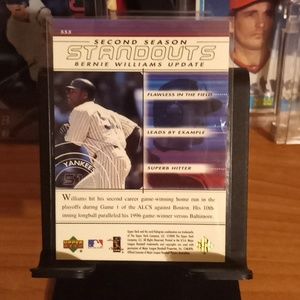 SS3
SECOND SEASON
STANDOUTS
BERNIE WILLIAMS UPDATE
FLAWLESS IN THE FIELD
LEADS BY EXAMPLE
SUPERB HITTER
YANKEES
51
Williams hit his second career game-winning home run in the
playoffs during Game 1 of the ALCS against Boston. His 10th
inning longball paralleled his 1996 game-winner versus Baltimore.